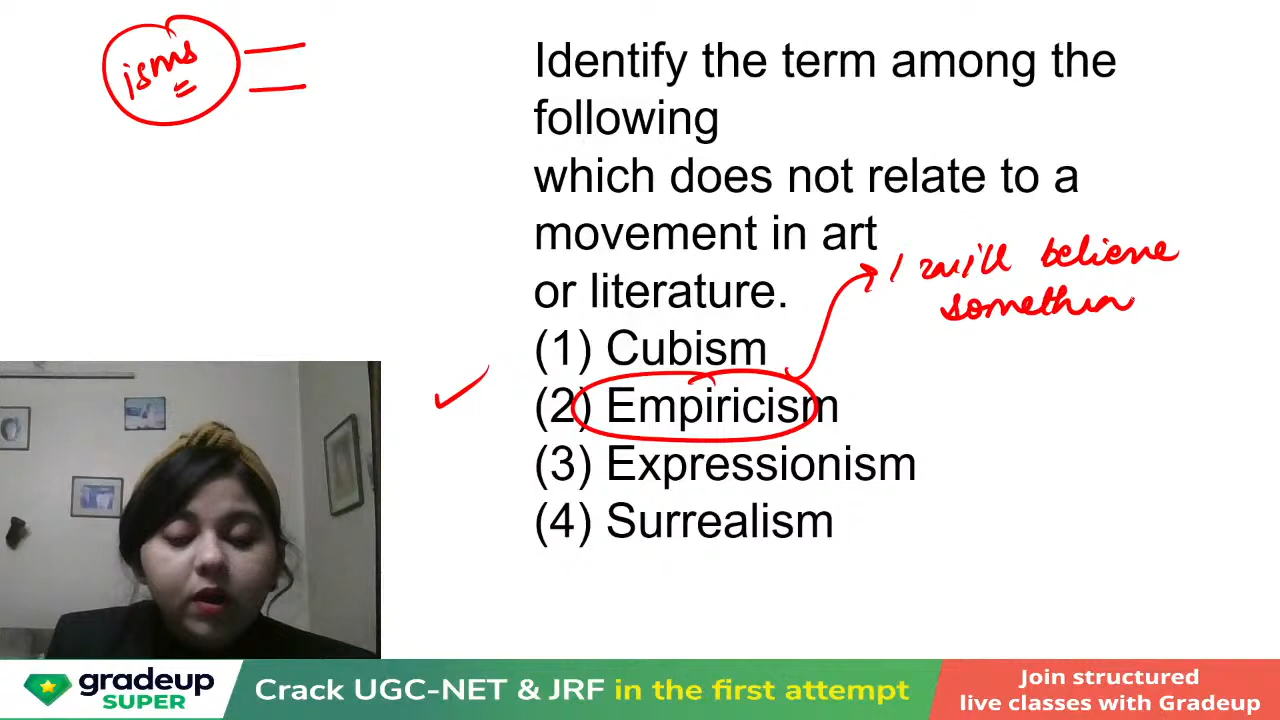 isms
Identify the term among the
following
which does not relate to a
movement in art
or literature.
I will believe
somethin
(1) Cubism
(2) Empiricism
(3) Expressionism
(4) Surrealism
gradeup
SUPER
Crack UGC-NET & JRF in the first attempt
Join structured
live classes with Gradeup